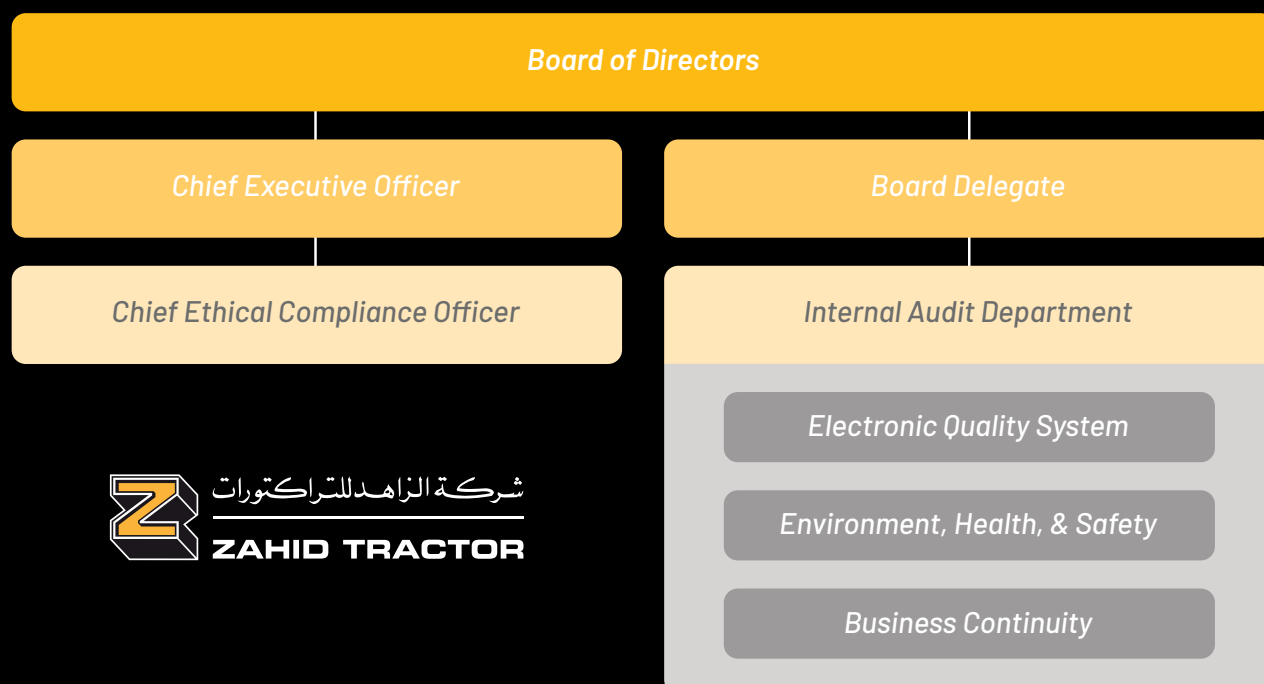 Board of Directors
Chief Executive Officer
Board Delegate
Chief Ethical Compliance Officer
Internal Audit Department
Electronic Quality System
Environment, Health, & Safety
Business Continuity
Z
شركة الزاهد للتراكتورات
ZAHID TRACTOR